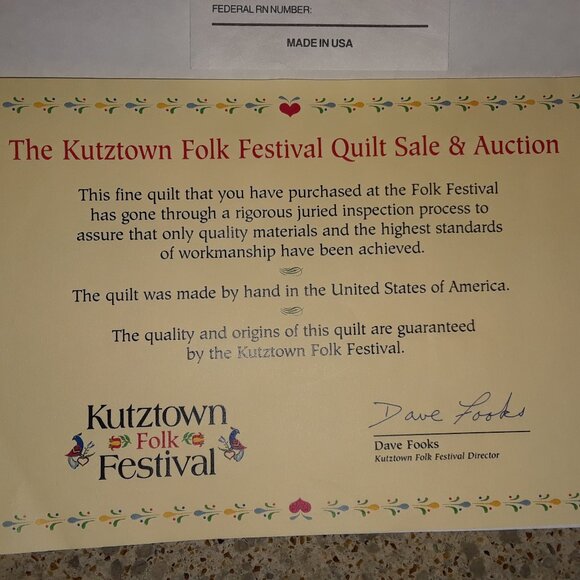 FEDERAL RN NUMBER:
MADE IN USA
The Kutztown Folk Festival Quilt Sale & Auction
This fine quilt that you have purchased at the Folk Festival
has gone through a rigorous juried inspection process to
assure that only quality materials and the highest standards
of workmanship have been achieved.
The quilt was made by hand in the United States of America.
The quality and origins of this quilt are guaranteed
by the Kutztown Folk Festival.
Kutztown
Folk
Festival
Dave Fooks
Dave Fooks
Kutztown Folk Festival Director